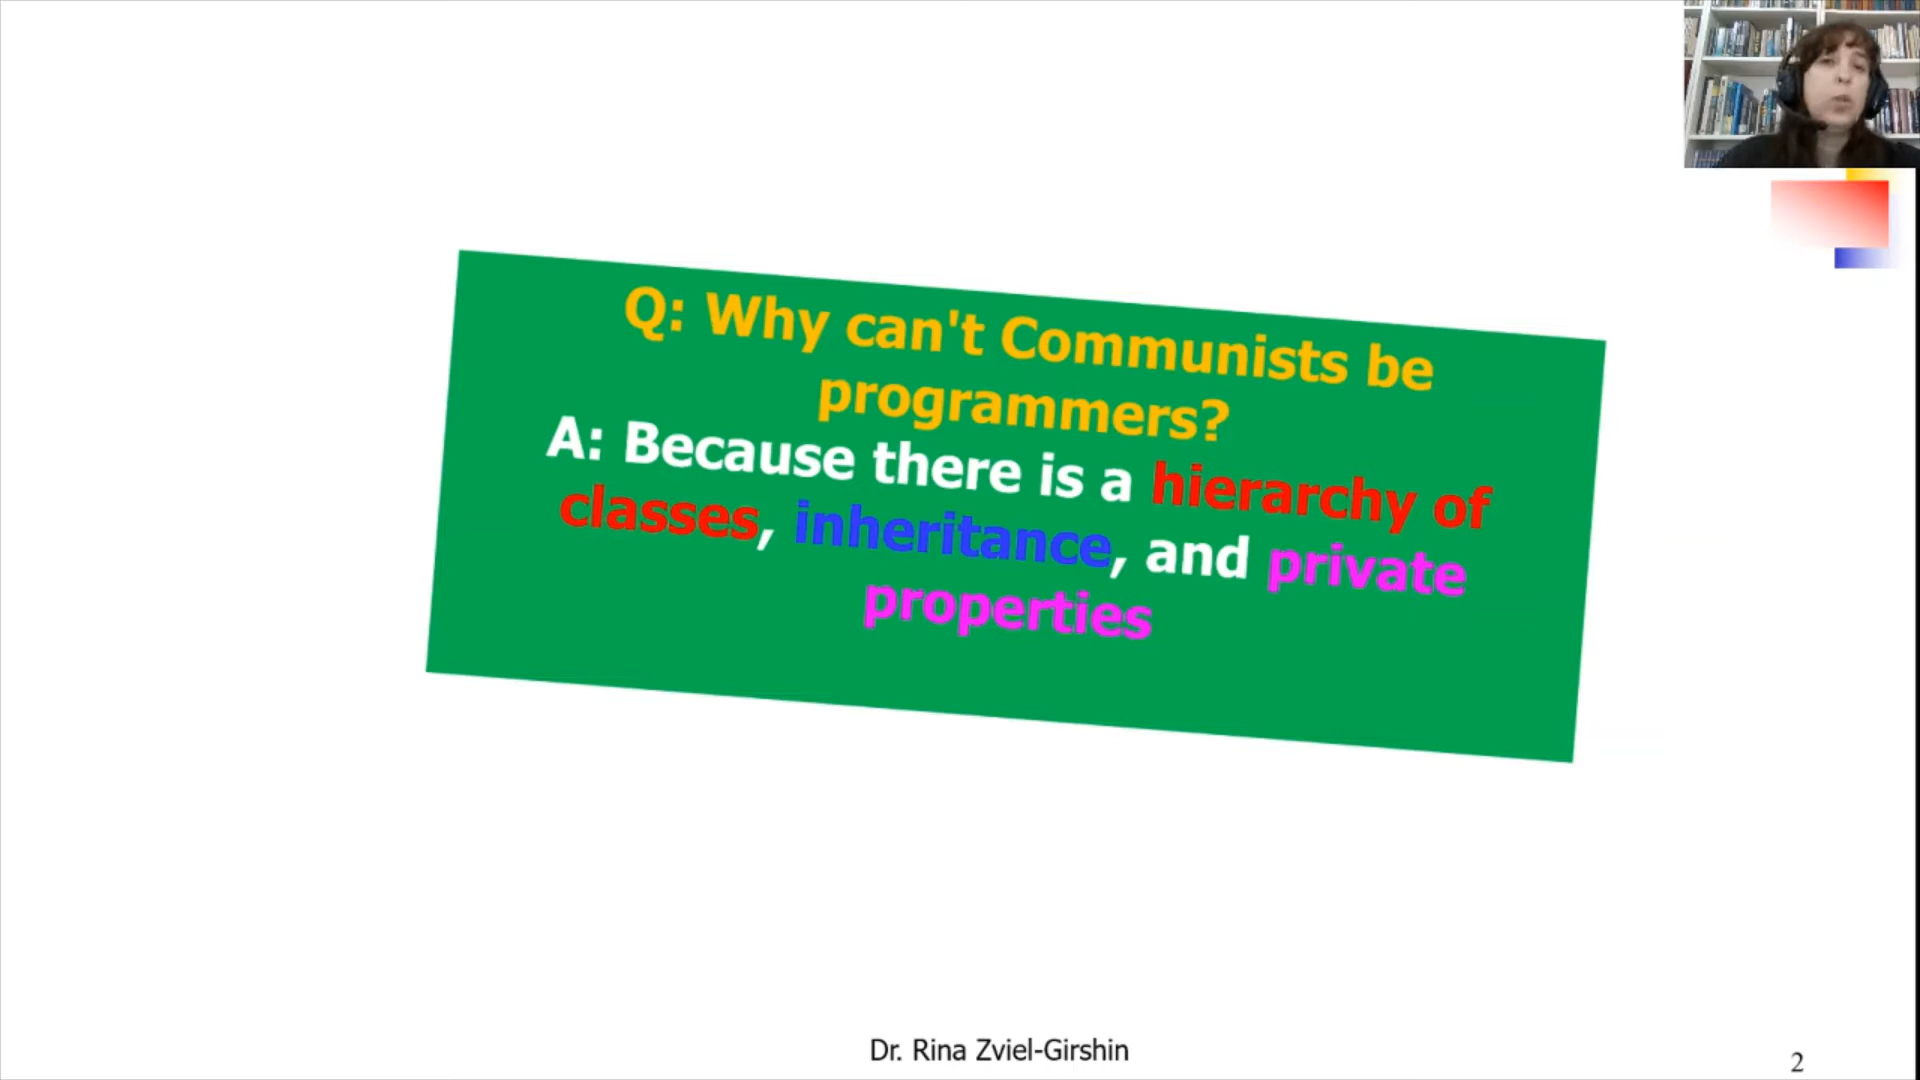 Q: Why can't Communists be
programmers?
A: Because there is a hierarchy of
classes, inheritance, and private
properties
Dr. Rina Zviel-Girshin
2